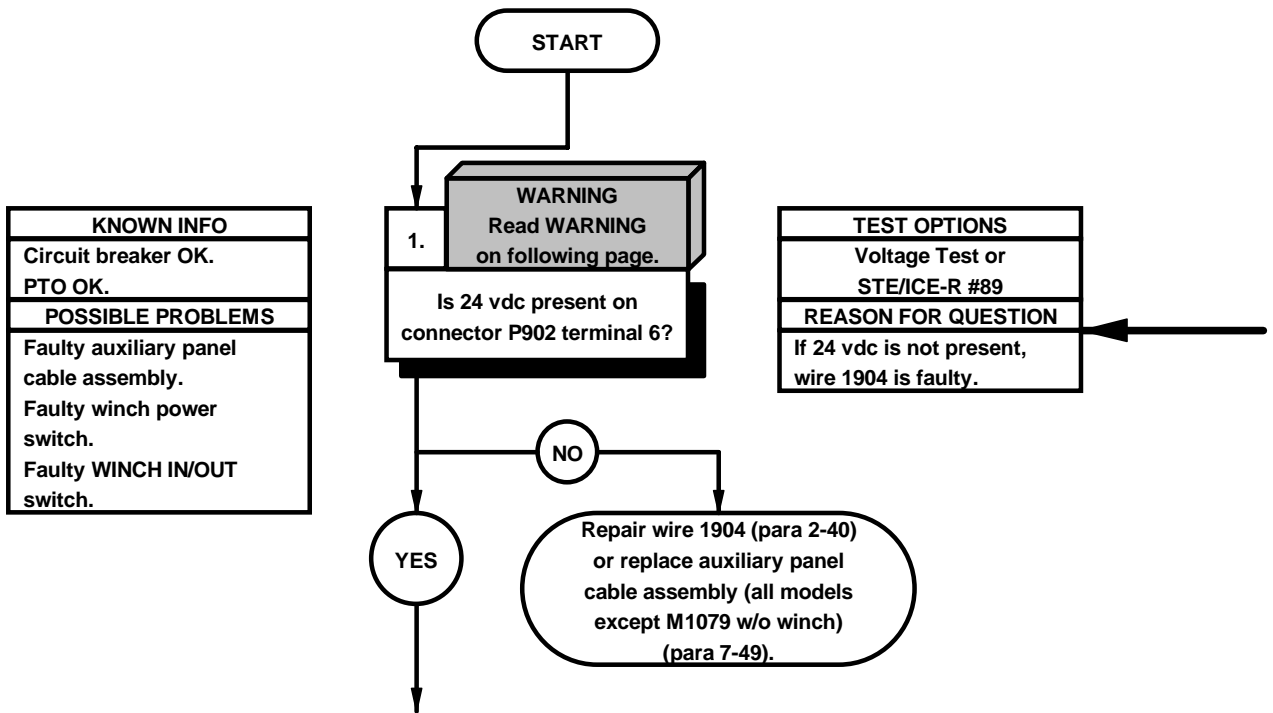 START
KNOWN INFO
Circuit breaker OK.
PTO OK.
POSSIBLE PROBLEMS
Faulty auxiliary panel
cable assembly.
Faulty winch power
switch.
Faulty WINCH IN/OUT
switch.
1.
WARNING
Read WARNING
on following page.
Is 24 vdc present on
connector P902 terminal 6?
TEST OPTIONS
Voltage Test or
STE/ICE-R #89
REASON FOR QUESTION
If 24 vdc is not present,
wire 1904 is faulty.
NO
YES
Repair wire 1904 (para 2-40)
or replace auxiliary panel
cable assembly (all models
except M1079 w/o winch)
(para 7-49).